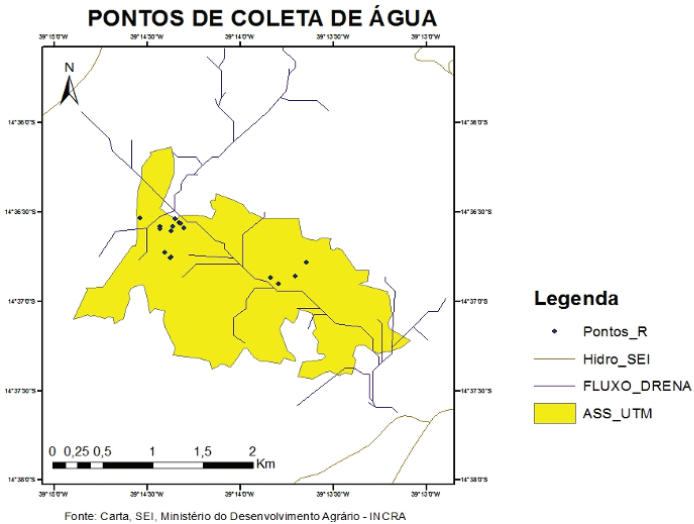 PONTOS DE COLETA DE ÁGUA
39°15'0"W 39°14'30"W 39°14'0"W 39°13'30"W 39°13'0"W
N
14°36'0"S 14°36'0"S
14°36'30"S 14°36'30"S
14°37'0"S 14°37'0"S
14°37'30"S 14°37'30"S
14°38'0"S 14°38'0"S
0 0,25 0,5 1 1,5 2
Km
39°15'0"W 39°14'30"W 39°14'0"W 39°13'30"W 39°13'0"W
Legenda
Pontos_R
Hidro_SEI
FLUXO_DRENA
ASS_UTM
Fonte: Carta, SEI, Ministério do Desenvolvimento Agrário - INCRA